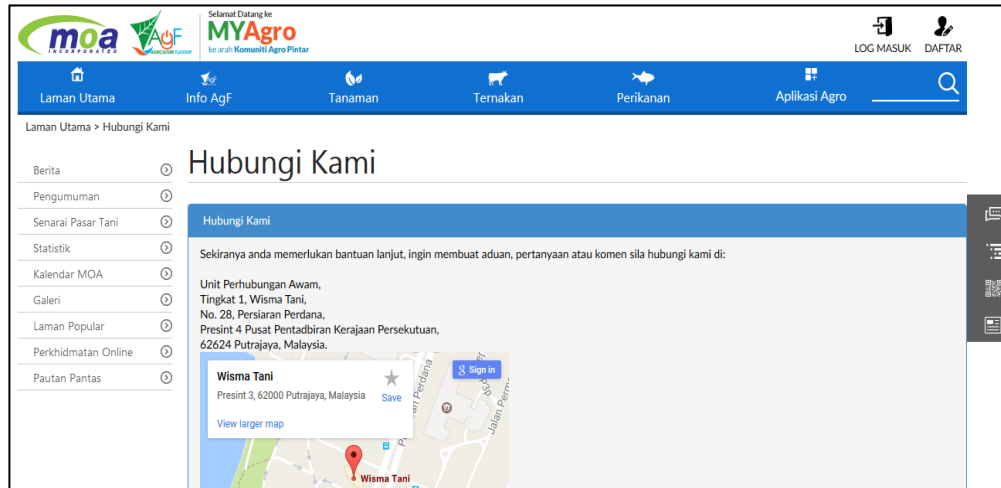 moa
INCORPORATED
AgF
AGRICULTURE FLAGSHIP
Selamat Datang ke
MYAgro
ke arah Komuniti Agro Pintar
LOG MASUK
DAFTAR
Laman Utama
Info AgF
Tanaman
Ternakan
Perikanan
Aplikasi Agro
Laman Utama > Hubungi Kami
Berita
Pengumuman
Senarai Pasar Tani
Statistik
Kalendar MOA
Galeri
Laman Popular
Perkhidmatan Online
Pautan Pantas
Hubungi Kami
Hubungi Kami
Sekiranya anda memerlukan bantuan lanjut, ingin membuat aduan, pertanyaan atau komen sila hubungi kami di:
Unit Perhubungan Awam,
Tingkat 1, Wisma Tani,
No. 28, Persiaran Perdana,
Presint 4 Pusat Pentadbiran Kerajaan Persekutuan,
62624 Putrajaya, Malaysia.
Wisma Tani
Presint 3, 62000 Putrajaya, Malaysia
Save
View larger map
8 Sign in
Perdana
Jalan Perm
Wisma Tani